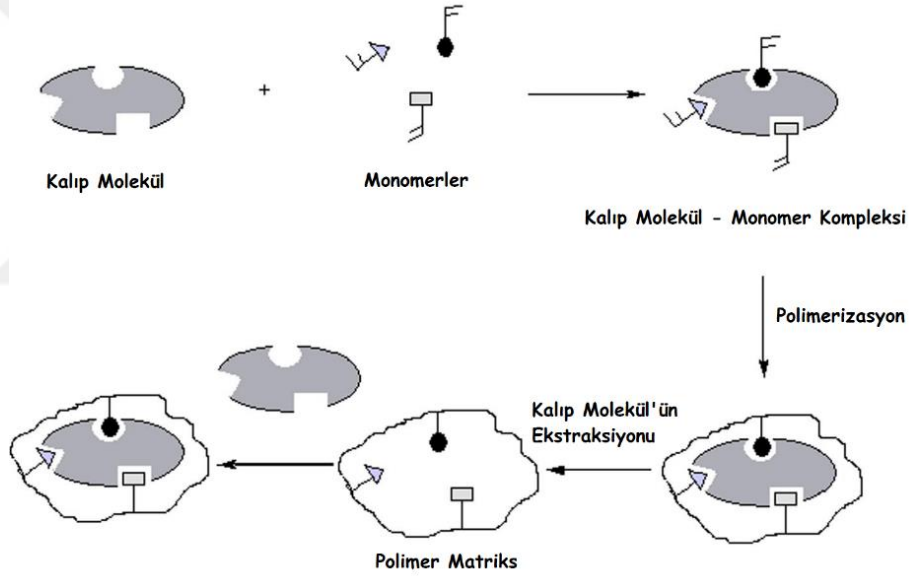 +
Kalıp Molekül
Monomerler
Kalıp Molekül - Monomer Kompleksi
Polimerizasyon
Kalıp Molekül'ün
Ekstraksiyonu
Polimer Matriks